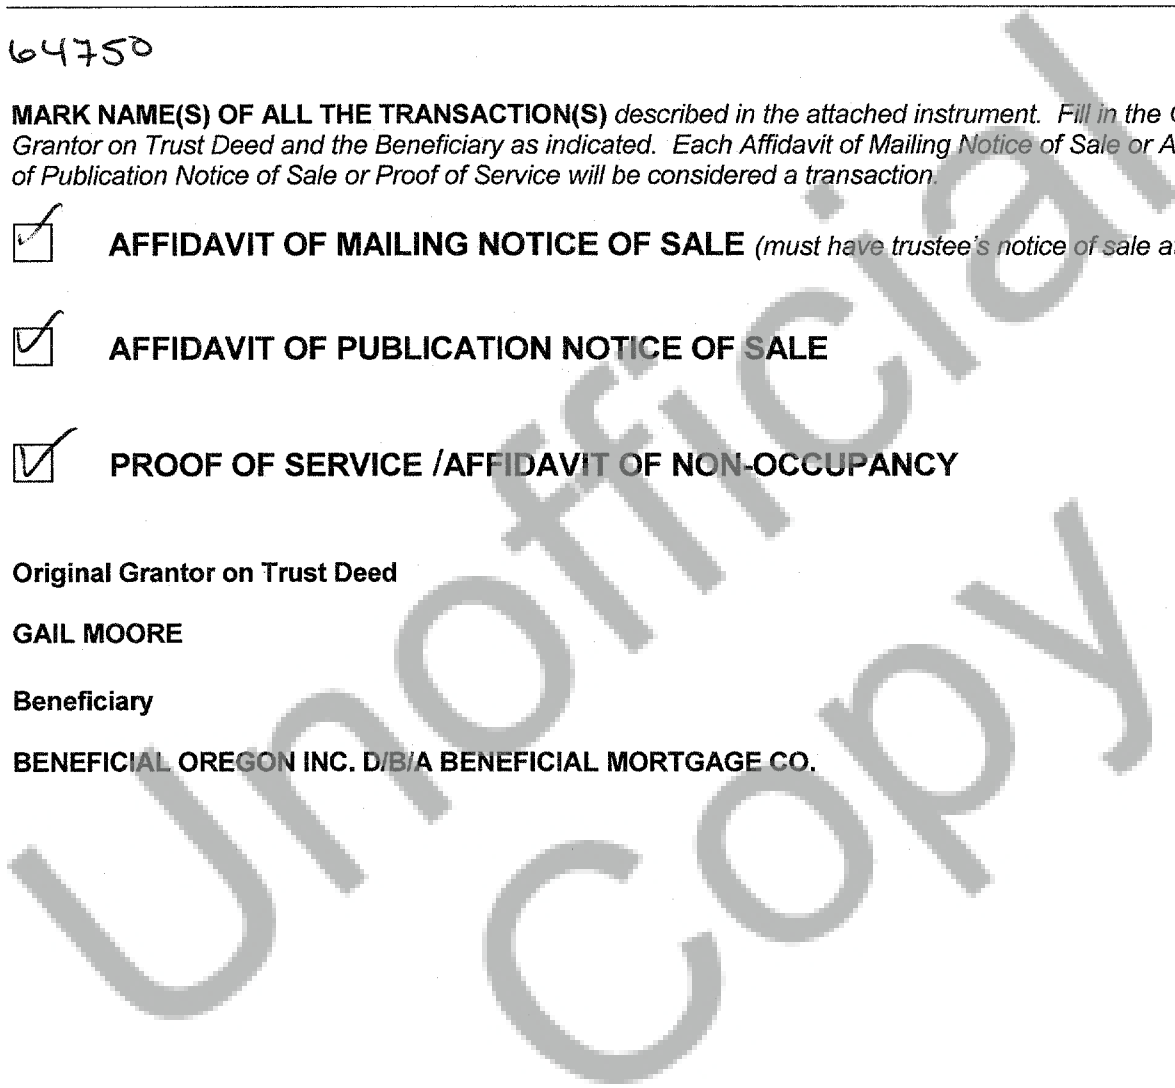 64750
MARK NAME(S) OF ALL THE TRANSACTION(S) described in the attached instrument. Fill in the
Grantor on Trust Deed and the Beneficiary as indicated. Each Affidavit of Mailing Notice of Sale or
of Publication Notice of Sale or Proof of Service will be considered a transaction.
AFFIDAVIT OF MAILING NOTICE OF SALE (must have trustee's notice of sale
AFFIDAVIT OF PUBLICATION NOTICE OF SALE
PROOF OF SERVICE /AFFIDAVIT OF NON-OCCUPANCY
Original Grantor on Trust Deed
GAIL MOORE
Beneficiary
BENEFICIAL OREGON INC. D/B/A BENEFICIAL MORTGAGE CO.
Unofficial
Copy